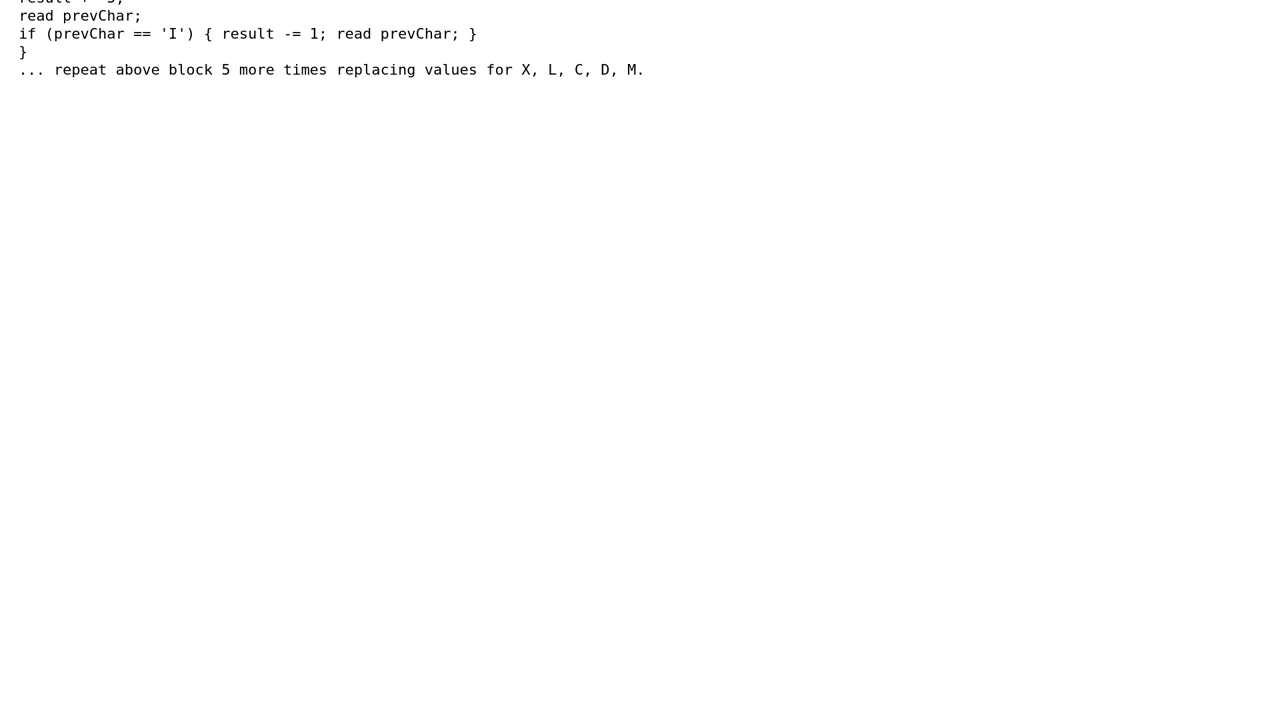 read prevChar;
if (prevChar == 'I') { result -= 1; read prevChar; }
}
... repeat above block 5 more times replacing values for X, L, C, D, M.